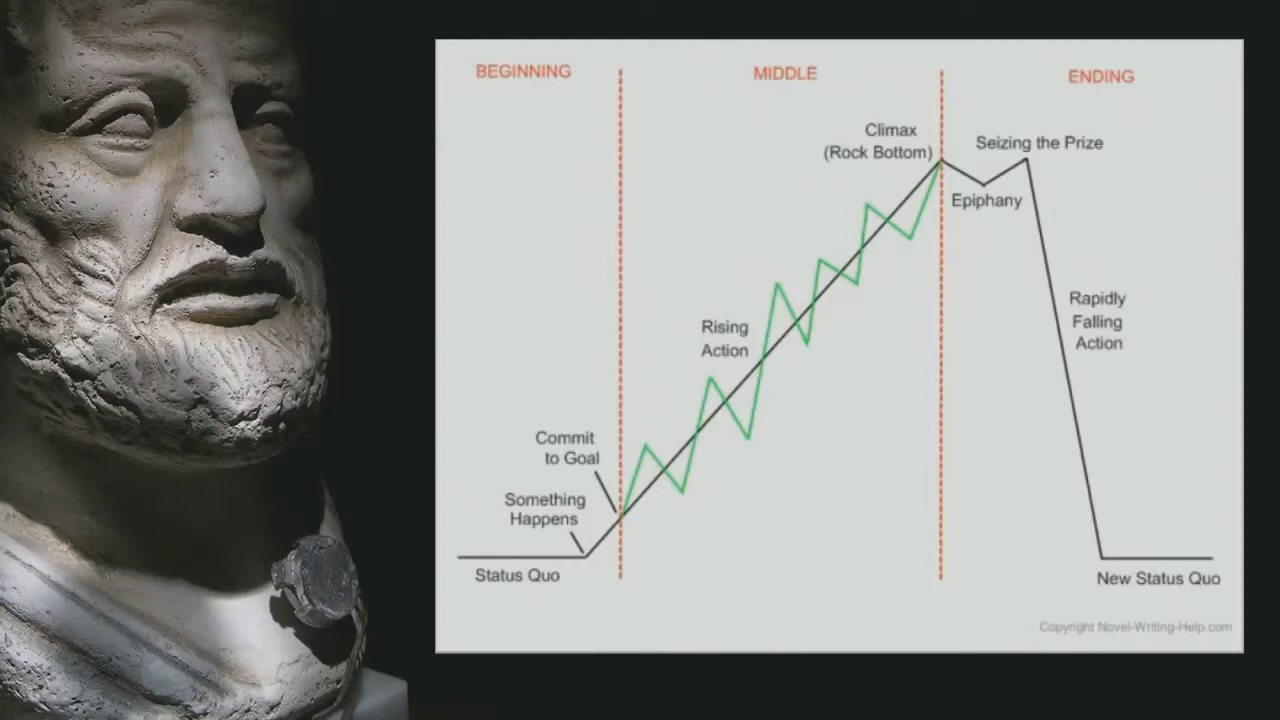 BEGINNING
MIDDLE
ENDING
Climax
(Rock Bottom)
Seizing the Prize
Epiphany
Rising
Action
Rapidly
Falling
Action
Commit
to Goal
Something
Happens
Status Quo
New Status Quo
Copyright Novel-Writing-Help.com